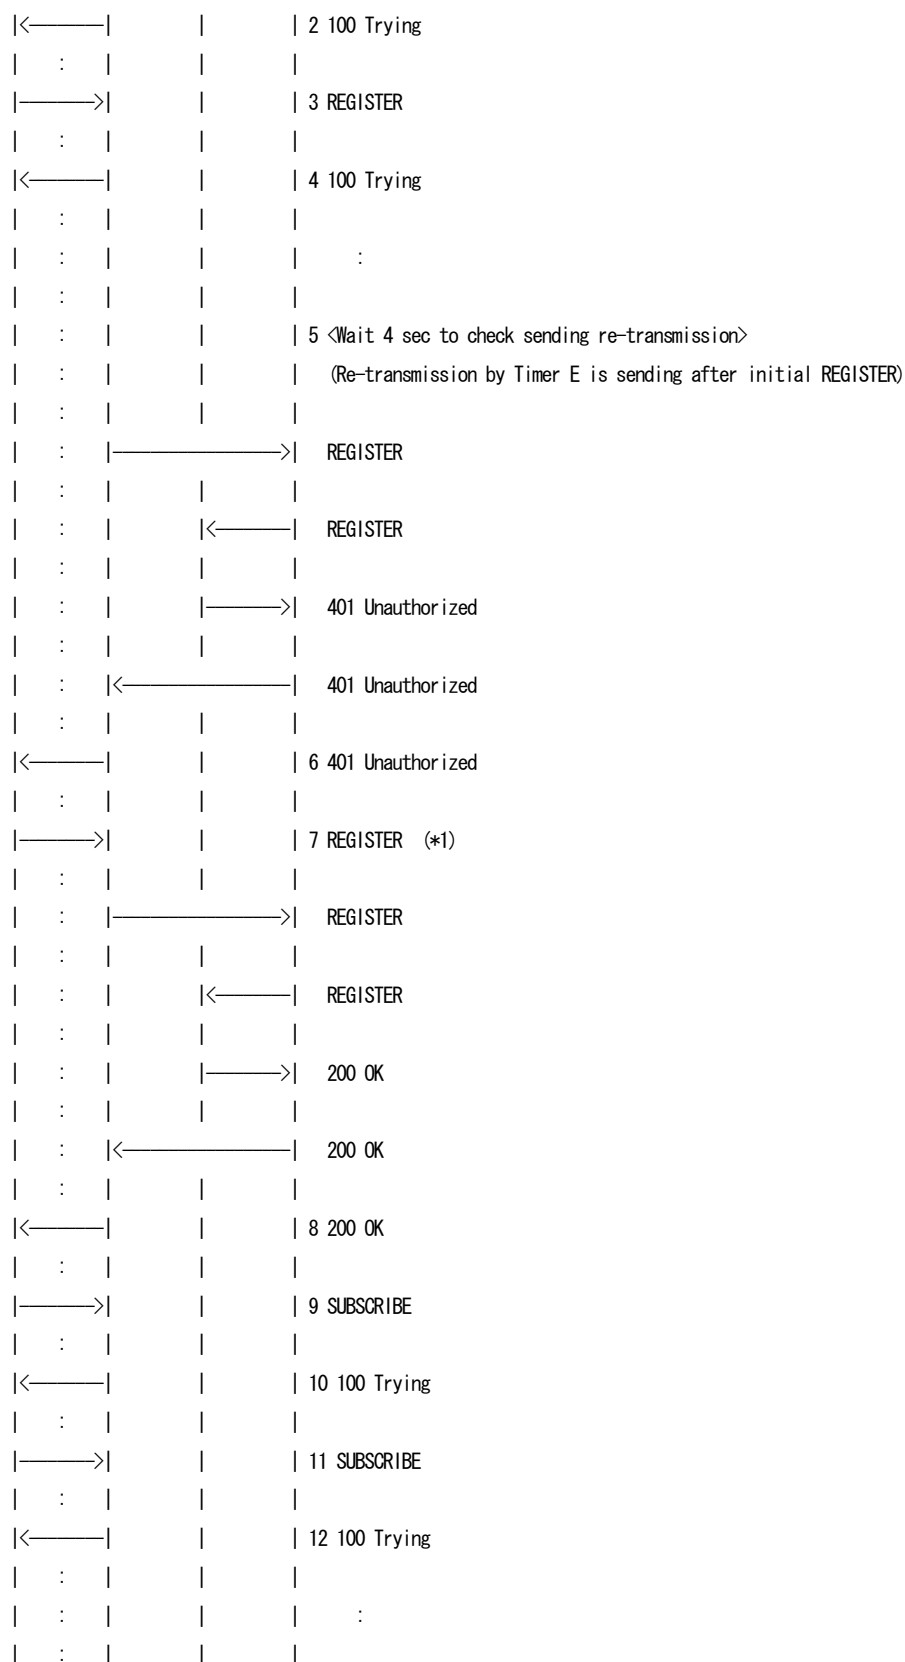 |<--------| | | 2 100 Trying
| : | | |
|-------->| | | 3 REGISTER
| : | | |
|<--------| | | 4 100 Trying
| : | | |
| : | | | :
| : | | |
| : | | | 5 <Wait 4 sec to check sending re-transmission>
| : | | | (Re-transmission by Timer E is sending after initial REGISTER)
| : | | |
| : |------------------>| REGISTER
| : | | |
| : | |<--------| REGISTER
| : | | |
| : | |-------->| 401 Unauthorized
| : | | |
| : |<------------------| 401 Unauthorized
| : | | |
|<--------| | | 6 401 Unauthorized
| : | | |
|-------->| | | 7 REGISTER (*1)
| : | | |
| : |------------------>| REGISTER
| : | | |
| : | |<--------| REGISTER
| : | | |
| : | |-------->| 200 OK
| : | | |
| : |<------------------| 200 OK
| : | | |
|<--------| | | 8 200 OK
| : | | |
|-------->| | | 9 SUBSCRIBE
| : | | |
|<--------| | | 10 100 Trying
| : | | |
|-------->| | | 11 SUBSCRIBE
| : | | |
|<--------| | | 12 100 Trying
| : | | |
| : | | | :
| : | | |